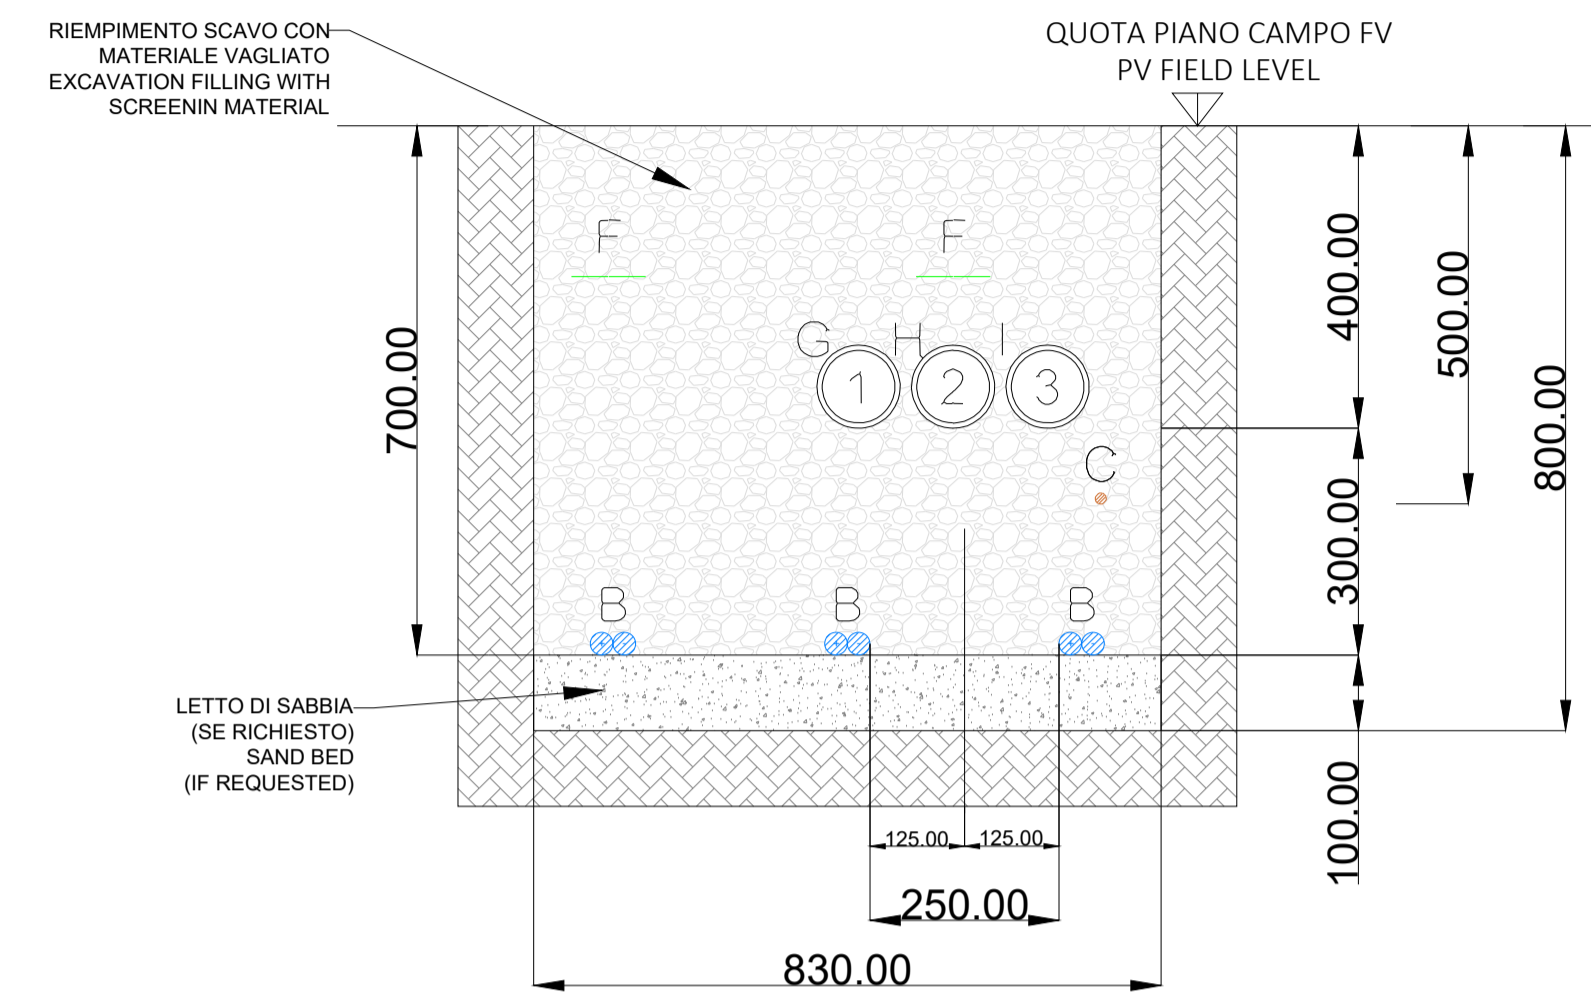 RIEMPIMENTO SCAVO CON
MATERIALE VAGLIATO
EXCAVATION FILLING WITH
SCREENIN MATERIAL
QUOTA PIANO CAMPO FV
PV FIELD LEVEL
F
F
G
H
I
1
2
3
C
B
B
B
700.00
400.00
500.00
300.00
800.00
100.00
LETTO DI SABBIA
(SE RICHIESTO)
SAND BED
(IF REQUESTED)
125.00
125.00
250.00
830.00